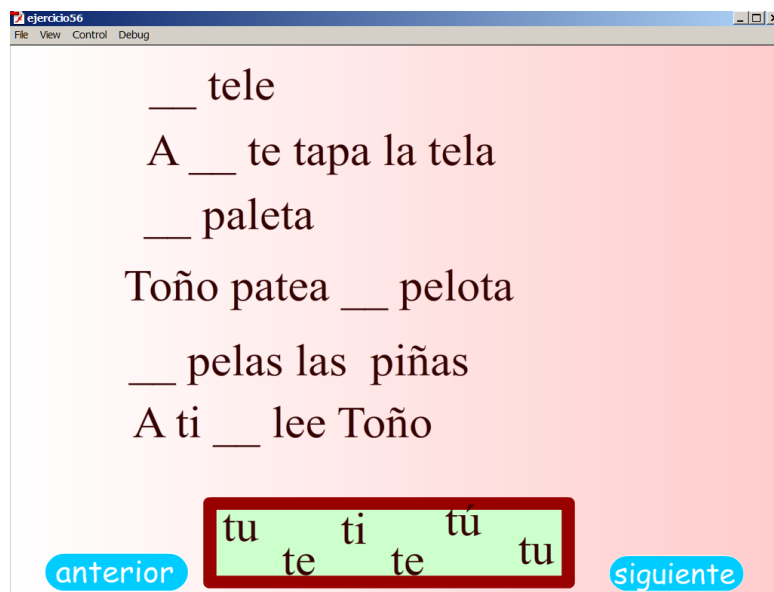 ejercicio56
File View Control Debug
__ tele
A __ te tapa la tela
__ paleta
Toño patea __ pelota
__ pelas las piñas
A ti __ lee Toño
tu ti tú
te te tu
anterior siguiente